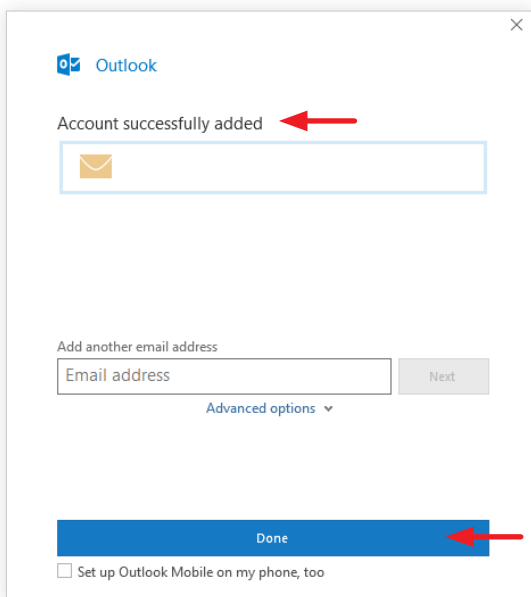 Outlook
Account successfully added
Add another email address
Email address
Next
Advanced options
Done
Set up Outlook Mobile on my phone, too